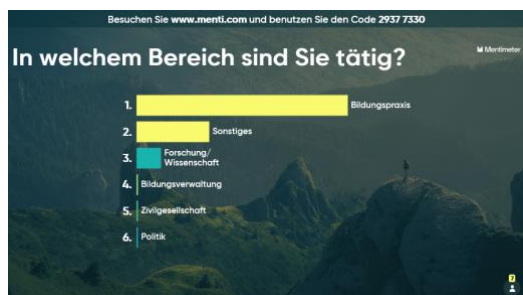 Besuchen Sie www.menti.com und benutzen Sie den Code 2937 7330
In welchem Bereich sind Sie tätig?
Mentimeter
1. Bildungspraxis
2. Sonstiges
3. Forschung/
Wissenschaft
4. Bildungsverwaltung
5. Zivilgesellschaft
6. Politik
7